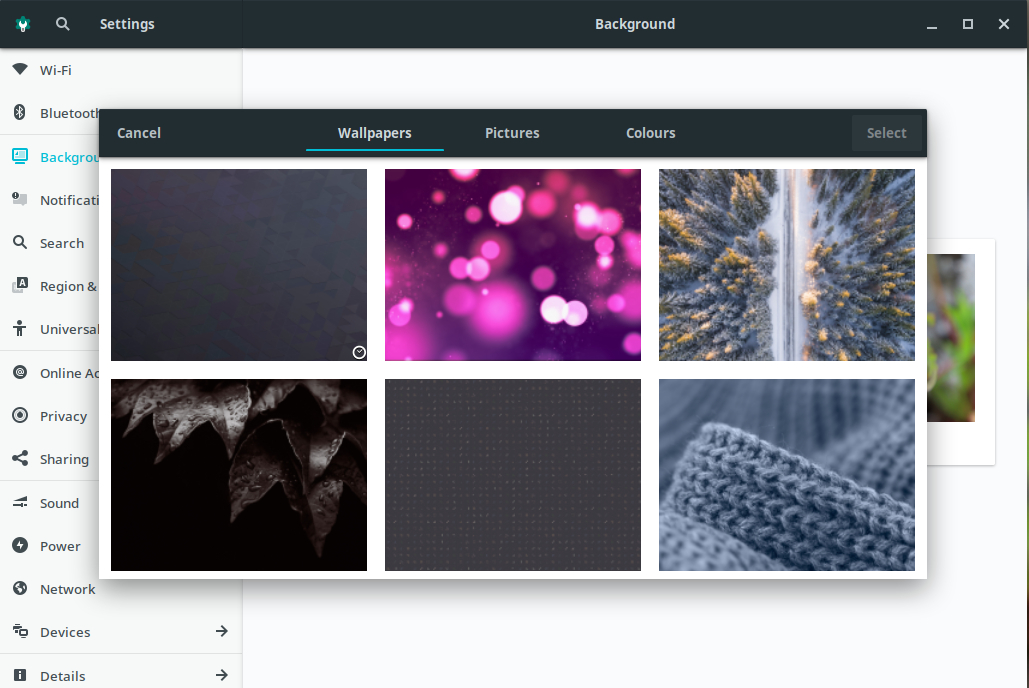 Settings
Background
Wi-Fi
Bluetooth
Backgrou
Notificati
Search
Region &
Universal
Online Ac
Privacy
Sharing
Sound
Power
Network
Devices
Details
Cancel
Wallpapers
Pictures
Colours
Select